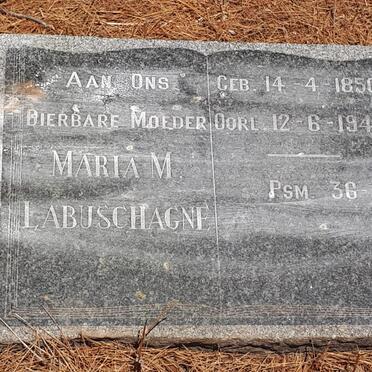 AAN ONS
DIERBARE MOEDER
MARIA M.
LABUSCHAGNE
GEB. 14-4-1850
OORL. 12-6-194
PSM 36-